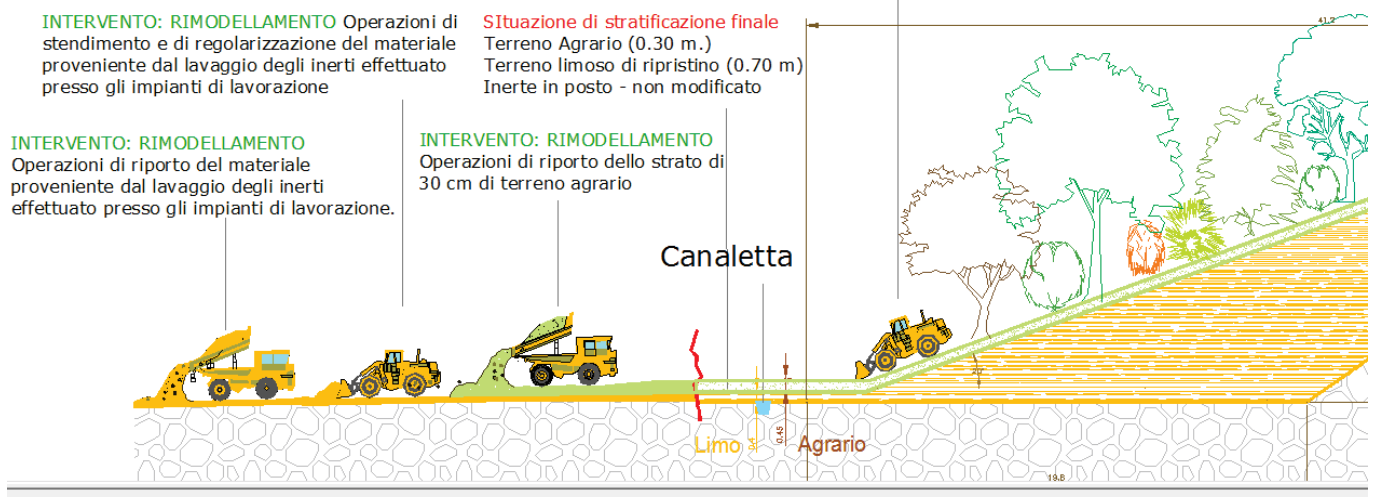 INTERVENTO: RIMODELLAMENTO Operazioni di
stendimento e di regolarizzazione del materiale
proveniente dal lavaggio degli inerti effettuato
presso gli impianti di lavorazione
SItuazione di stratificazione finale
Terreno Agrario (0.30 m.)
Terreno limoso di ripristino (0.70 m)
Inerte in posto - non modificato
41,2
INTERVENTO: RIMODELLAMENTO
Operazioni di riporto del materiale
proveniente dal lavaggio degli inerti
effettuato presso gli impianti di lavorazione.
INTERVENTO: RIMODELLAMENTO
Operazioni di riporto dello strato di
30 cm di terreno agrario
Canaletta
20°
Limo
0.4
0.45
Agrario
19.8